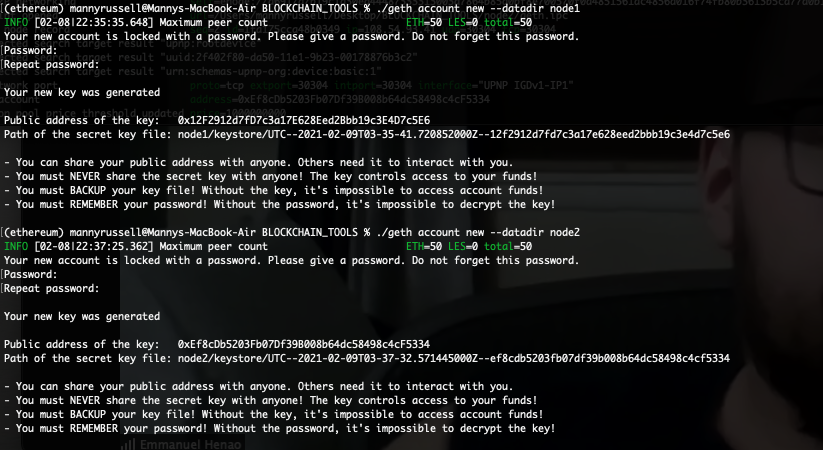 [(ethereum) mannyrussell@Mannys-MacBook-Air BLOCKCHAIN_TOOLS % ./geth account new --datadir node1
INFO [02-08|22:35:35.648] Maximum peer count ETH=50 LES=0 total=50
Your new account is locked with a password. Please give a password. Do not forget this password.
[Password:
[Repeat password:
Your new key was generated
Public address of the key: 0x12F2912d7fD7c3a17E628Eed2Bbb19c3E4D7c5E6
Path of the secret key file: node1/keystore/UTC--2021-02-09T03-35-41.720852000Z--12f2912d7fd7c3a17e628eed2bbb19c3e4d7c5e6
- You can share your public address with anyone. Others need it to interact with you.
- You must NEVER share the secret key with anyone! The key controls access to your funds!
- You must BACKUP your key file! Without the key, it's impossible to access account funds!
- You must REMEMBER your password! Without the password, it's impossible to decrypt the key!
[(ethereum) mannyrussell@Mannys-MacBook-Air BLOCKCHAIN_TOOLS % ./geth account new --datadir node2
INFO [02-08|22:37:25.362] Maximum peer count ETH=50 LES=0 total=50
Your new account is locked with a password. Please give a password. Do not forget this password.
[Password:
[Repeat password:
Your new key was generated
Public address of the key: 0xEf8cDb5203Fb07Df39B008b64dc58498c4cF5334
Path of the secret key file: node2/keystore/UTC--2021-02-09T03-37-32.571445000Z--ef8cdb5203fb07df39b008b64dc58498c4cf5334
- You can share your public address with anyone. Others need it to interact with you.
- You must NEVER share the secret key with anyone! The key controls access to your funds!
- You must BACKUP your key file! Without the key, it's impossible to access account funds!
- You must REMEMBER your password! Without the password, it's impossible to decrypt the key!
Emmanuel Henao